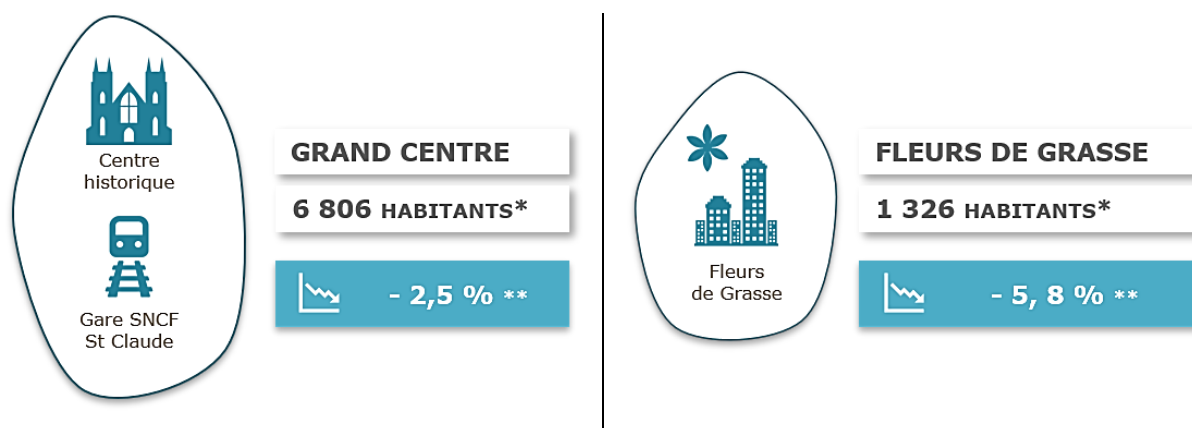 Centre
historique
Gare SNCF
St Claude
GRAND CENTRE
6 806 HABITANTS*
- 2,5 % **
Fleurs
de Grasse
FLEURS DE GRASSE
1 326 HABITANTS*
- 5, 8 % **